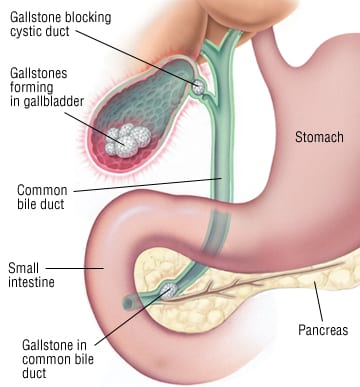 Gallstone blocking
cystic duct
Gallstones
forming
in gallbladder
Stomach
Common
bile duct
Small
intestine
Pancreas
Gallstone in
common bile
duct